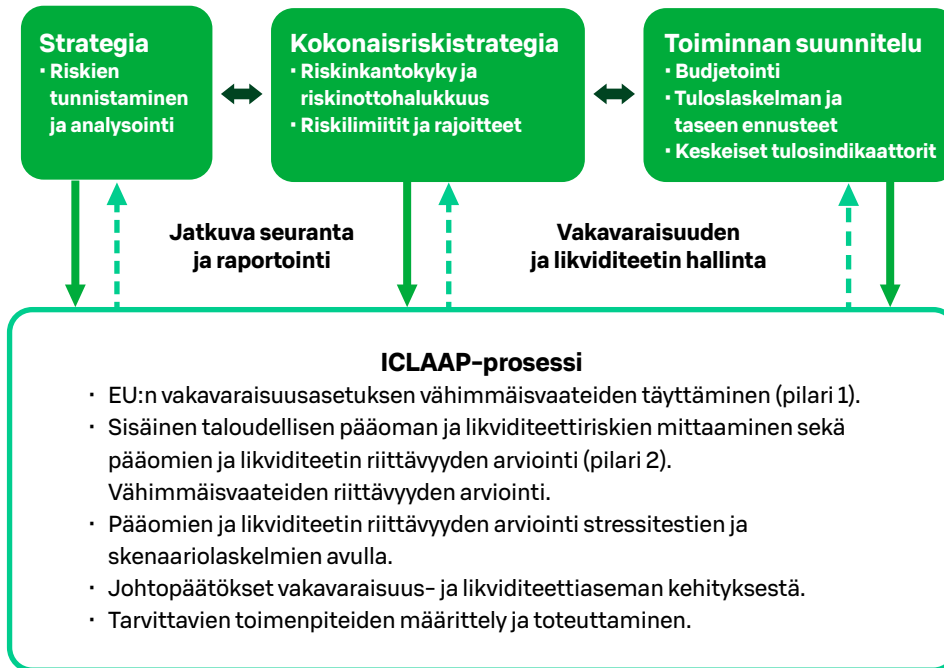 Strategia
· Riskien
tunnistaminen
ja analysointi
Kokonaisriskistrategia
· Riskinkantokyky ja
riskinottohalukkuus
· Riskilimiitit ja rajoitteet
Toiminnan suunnitelu
· Budjetointi
· Tuloslaskelman ja
taseen ennusteet
· Keskeiset tulosindikaattorit
Jatkuva seuranta
ja raportointi
Vakavaraisuuden
ja likviditeetin hallinta
ICLAAP-prosessi
· EU:n vakavaraisuusasetuksen vähimmäisvaateiden täyttäminen (pilari 1).
· Sisäinen taloudellisen pääoman ja likviditeettiriskien mittaaminen sekä
pääomien ja likviditeetin riittävyyden arviointi (pilari 2).
Vähimmäisvaateiden riittävyyden arviointi.
· Pääomien ja likviditeetin riittävyyden arviointi stressitestien ja
skenaariolaskelmien avulla.
· Johtopäätökset vakavaraisuus- ja likviditeettiaseman kehityksestä.
· Tarvittavien toimenpiteiden määrittely ja toteuttaminen.